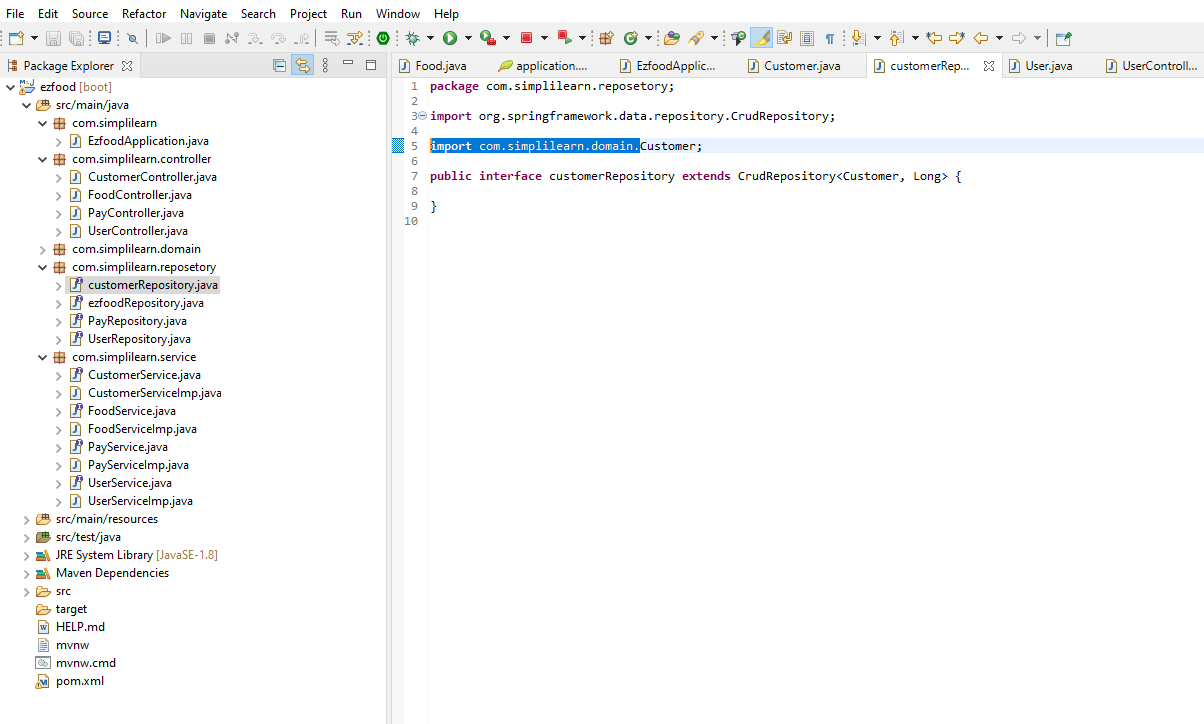 File Edit Source Refactor Navigate Search Project Run Window Help
Package Explorer
ezfood [boot]
src/main/java
com.simplilearn
EzfoodApplication.java
com.simplilearn.controller
CustomerController.java
FoodController.java
PayController.java
UserController.java
com.simplilearn.domain
com.simplilearn.reposetory
customerRepository.java
ezfoodRepository.java
PayRepository.java
UserRepository.java
com.simplilearn.service
CustomerService.java
CustomerServiceImp.java
FoodService.java
FoodServiceImp.java
PayService.java
PayServiceImp.java
UserService.java
UserServiceImp.java
src/main/resources
src/test/java
JRE System Library [JavaSE-1.8]
Maven Dependencies
src
target
HELP.md
mvnw
mvnw.cmd
pom.xml
Food.java application.... EzfoodApplic... Customer.java customerRep... User.java UserControll...
1 package com.simplilearn.reposetory;
2
3 import org.springframework.data.repository.CrudRepository;
4
5 import com.simplilearn.domain.Customer;
6
7 public interface customerRepository extends CrudRepository<Customer, Long> {
8
9 }
10